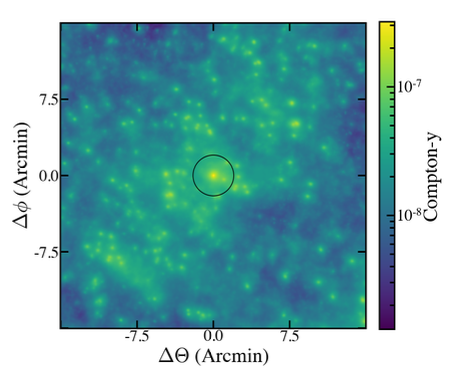 7.5
0.0
-7.5
Δϕ (Arcmin)
-7.5 0.0 7.5
ΔΘ (Arcmin)
10⁻⁷
10⁻⁸
Compton-y